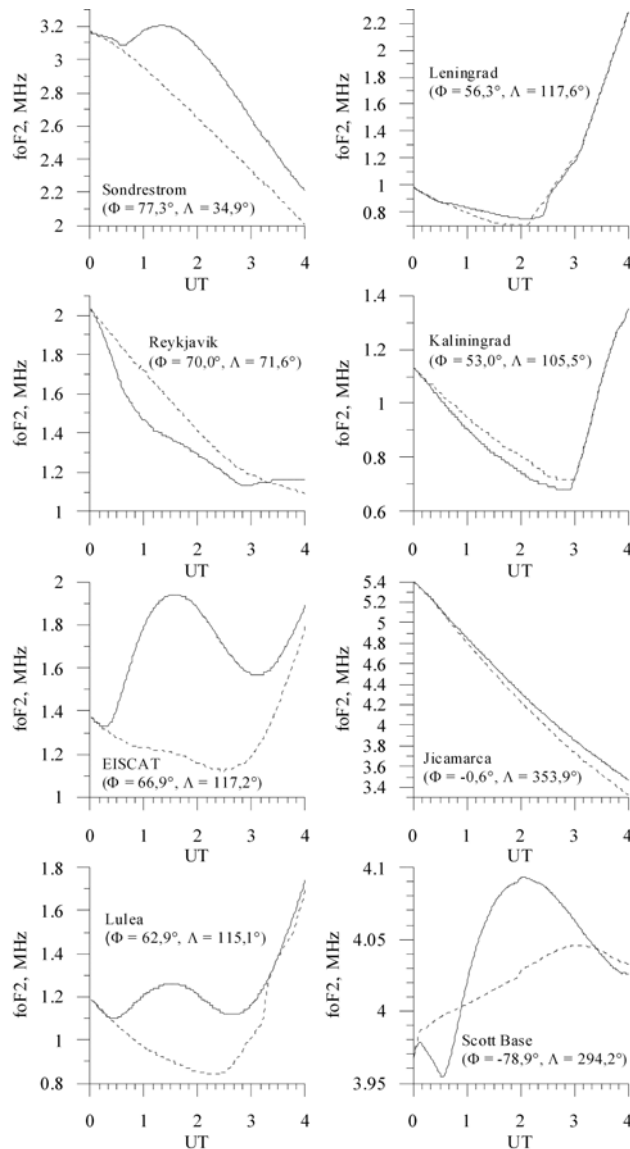 foF2, MHz
3.2
3
2.8
2.6
2.4
2.2
2
Sondrestrom
(Φ = 77,3°, Λ = 34,9°)
0 1 2 3 4
UT
foF2, MHz
2.2
2
1.8
1.6
1.4
1.2
1
0.8
Leningrad
(Φ = 56,3°, Λ = 117,6°)
0 1 2 3 4
UT
foF2, MHz
2
1.8
1.6
1.4
1.2
1
Reykjavik
(Φ = 70,0°, Λ = 71,6°)
0 1 2 3 4
UT
foF2, MHz
1.4
1.2
1
0.8
0.6
Kaliningrad
(Φ = 53,0°, Λ = 105,5°)
0 1 2 3 4
UT
foF2, MHz
2
1.8
1.6
1.4
1.2
1
EISCAT
(Φ = 66,9°, Λ = 117,2°)
0 1 2 3 4
UT
foF2, MHz
5.4
5.2
5
4.8
4.6
4.4
4.2
4
3.8
3.6
3.4
Jicamarca
(Φ = -0,6°, Λ = 353,9°)
0 1 2 3 4
UT
foF2, MHz
1.8
1.6
1.4
1.2
1
0.8
Lulea
(Φ = 62,9°, Λ = 115,1°)
0 1 2 3 4
UT
foF2, MHz
4.1
4.05
4
3.95
Scott Base
(Φ = -78,9°, Λ = 294,2°)
0 1 2 3 4
UT